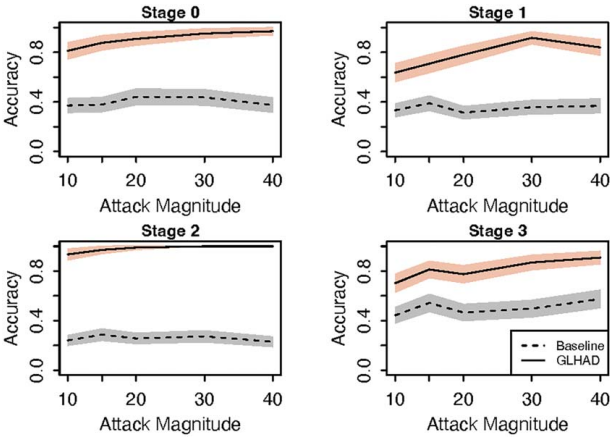 Stage 0
Accuracy
0.0 0.4 0.8
10 20 30 40
Attack Magnitude
Stage 1
Accuracy
0.0 0.4 0.8
10 20 30 40
Attack Magnitude
Stage 2
Accuracy
0.0 0.4 0.8
10 20 30 40
Attack Magnitude
Stage 3
Accuracy
0.0 0.4 0.8
Baseline
GLHAD
10 20 30 40
Attack Magnitude